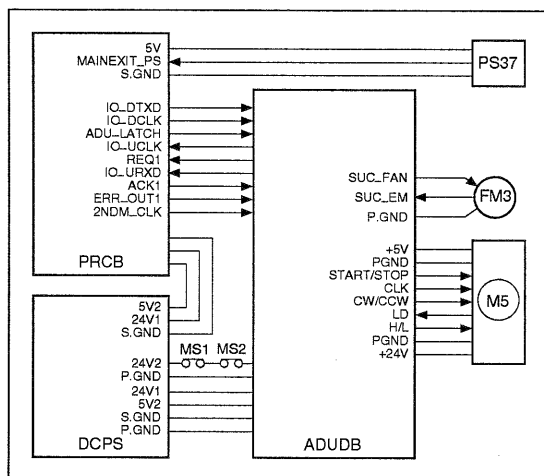 5V
MAINEXIT_PS
S.GND
PS37
IO_DTXD
IO_DCLK
ADU_LATCH
IO_UCLK
REQ1
IO_URXD
ACK1
ERR_OUT1
2NDM_CLK
PRCB
SUC_FAN
SUC_EM
P.GND
FM3
+5V
PGND
START/STOP
CLK
CW/CCW
LD
H/L
PGND
+24V
M5
5V2
24V1
S.GND
MS1 MS2
24V2
P.GND
24V1
5V2
S.GND
P.GND
DCPS
ADUDB